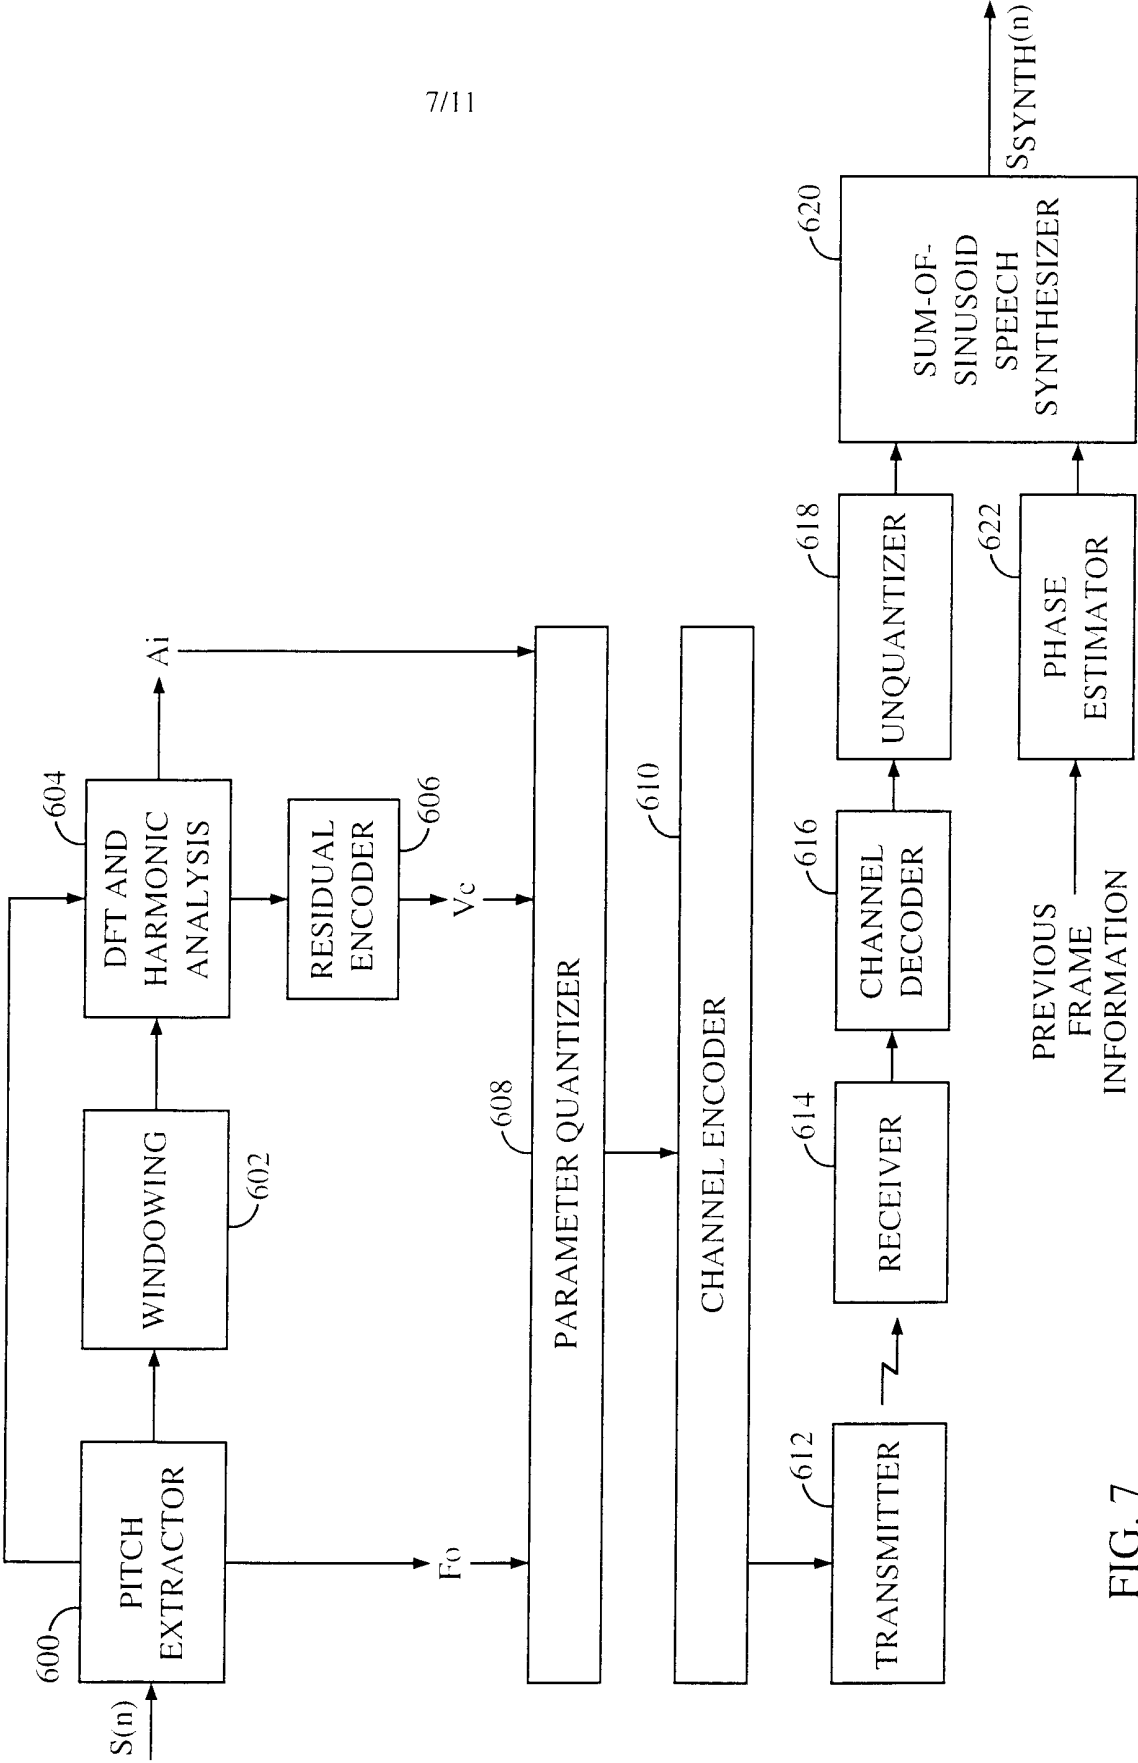 7/11
S(n)
600
PITCH
EXTRACTOR
WINDOWING
602
604
DFT AND
HARMONIC
ANALYSIS
Ai
RESIDUAL
ENCODER
606
Fo
Vc
608
PARAMETER QUANTIZER
610
CHANNEL ENCODER
612
TRANSMITTER
614
RECEIVER
616
CHANNEL
DECODER
618
UNQUANTIZER
620
SUM-OF-
SINUSOID
SPEECH
SYNTHESIZER
SSYNTH(n)
622
PHASE
ESTIMATOR
PREVIOUS
FRAME
INFORMATION
FIG. 7